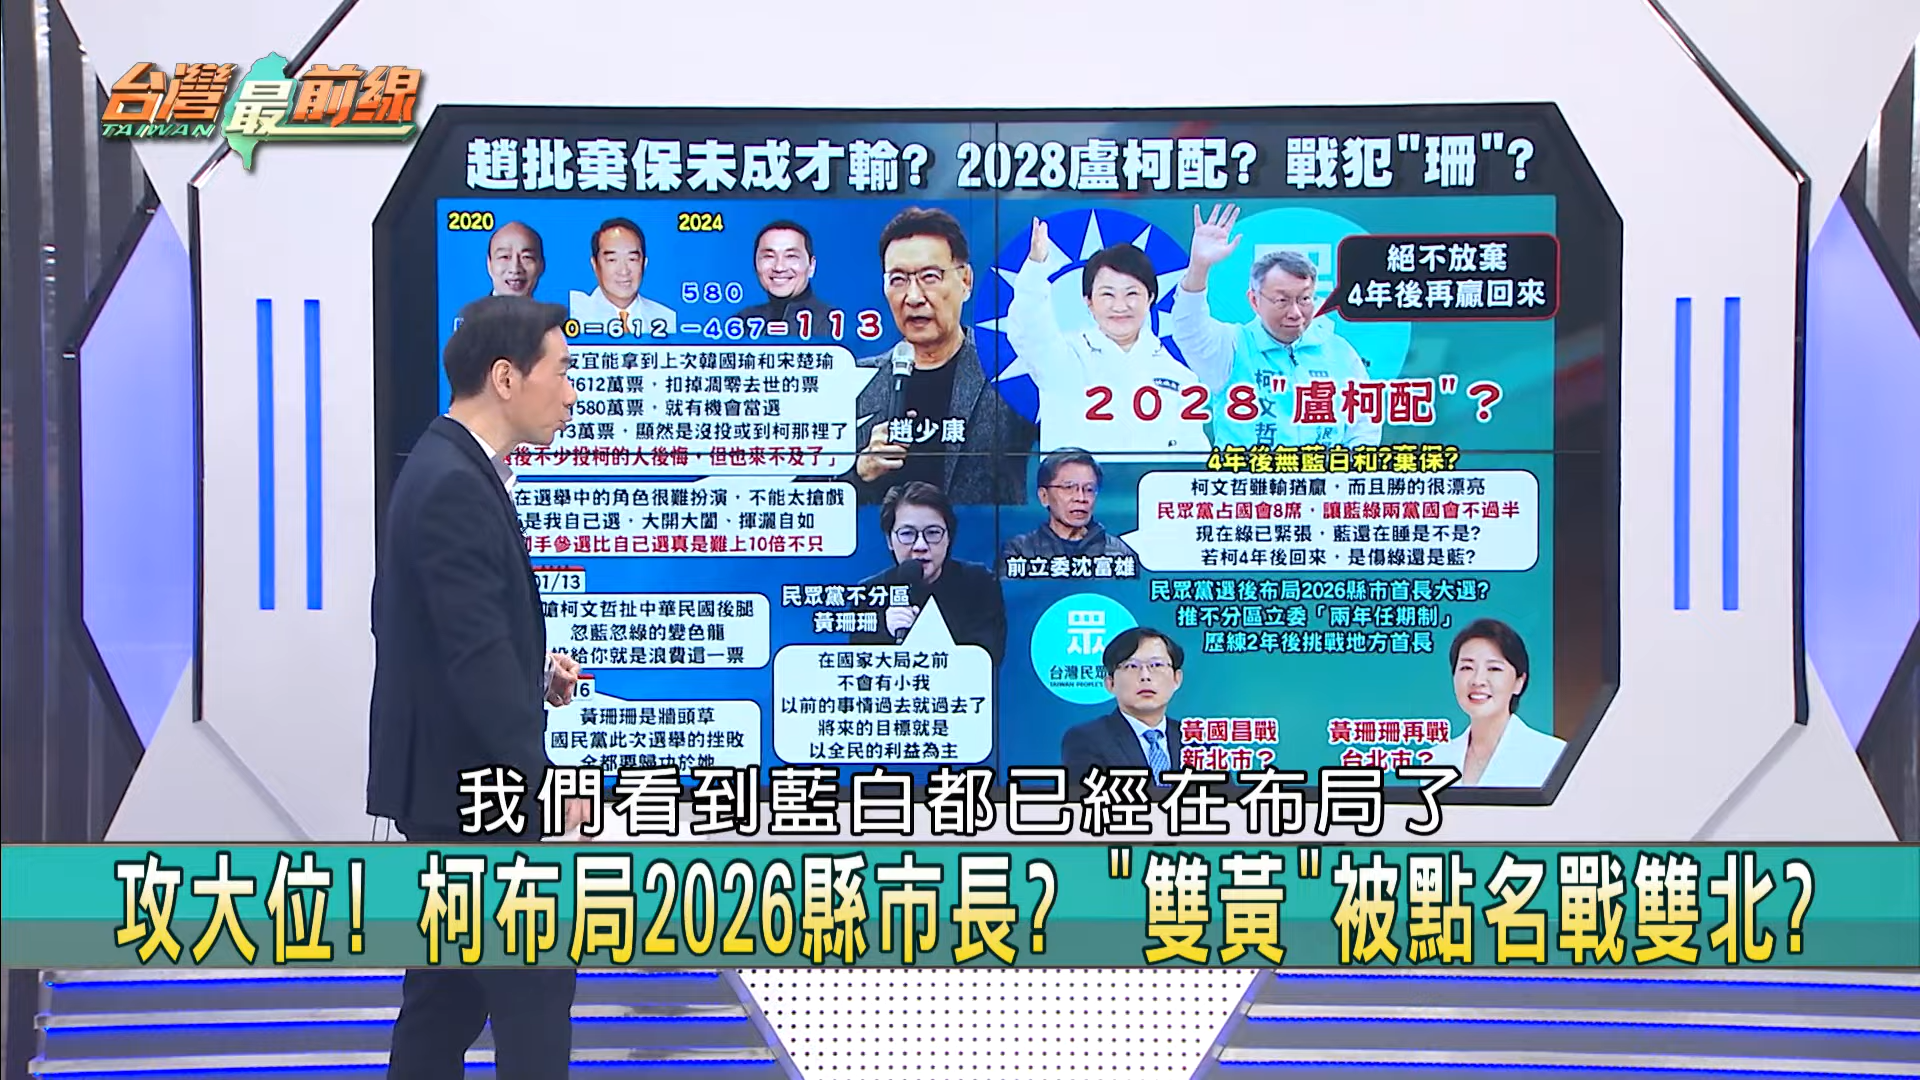 台灣最前線
TAIWAN
趙批棄保未成才輸? 2028盧柯配? 戰犯"珊"?
2020
2024
580
0=612 -467=113
友宜能拿到上次韓國瑜和宋楚瑜
612萬票，扣掉凋零去世的票
580萬票，就有機會當選
3萬票，顯然是沒投或到柯那裡了
後不少投柯的人後悔，但也來不及了」
趙少康
在選舉中的角色很難扮演，不能太搶戲
是我自己選，大開大闔、揮灑自如
手參選比自己選真是難上10倍不只
01/13
嗆柯文哲扯中華民國後腿
忽藍忽綠的變色龍
投給你就是浪費這一票
16
黃珊珊是牆頭草
國民黨此次選舉的挫敗
全都要歸功於她
民眾黨不分區
黃珊珊
在國家大局之前
不會有小我
以前的事情過去就過去了
將來的目標就是
以全民的利益為主
絕不放棄
4年後再贏回來
柯文哲
2028"盧柯配"?
4年後無藍白和?棄保?
柯文哲雖輸猶贏，而且勝的很漂亮
民眾黨占國會8席，讓藍綠兩黨國會不過半
現在綠已緊張，藍還在睡是不是?
若柯4年後回來，是傷綠還是藍?
前立委沈富雄
民眾黨選後布局2026縣市首長大選?
推不分區立委「兩年任期制」
歷練2年後挑戰地方首長
眾
台灣民眾
TAIWAN PEOPLE'S
黃國昌戰
新北市?
黃珊珊再戰
台北市?
我們看到藍白都已經在布局了
攻大位! 柯布局2026縣市長? "雙黃"被點名戰雙北?